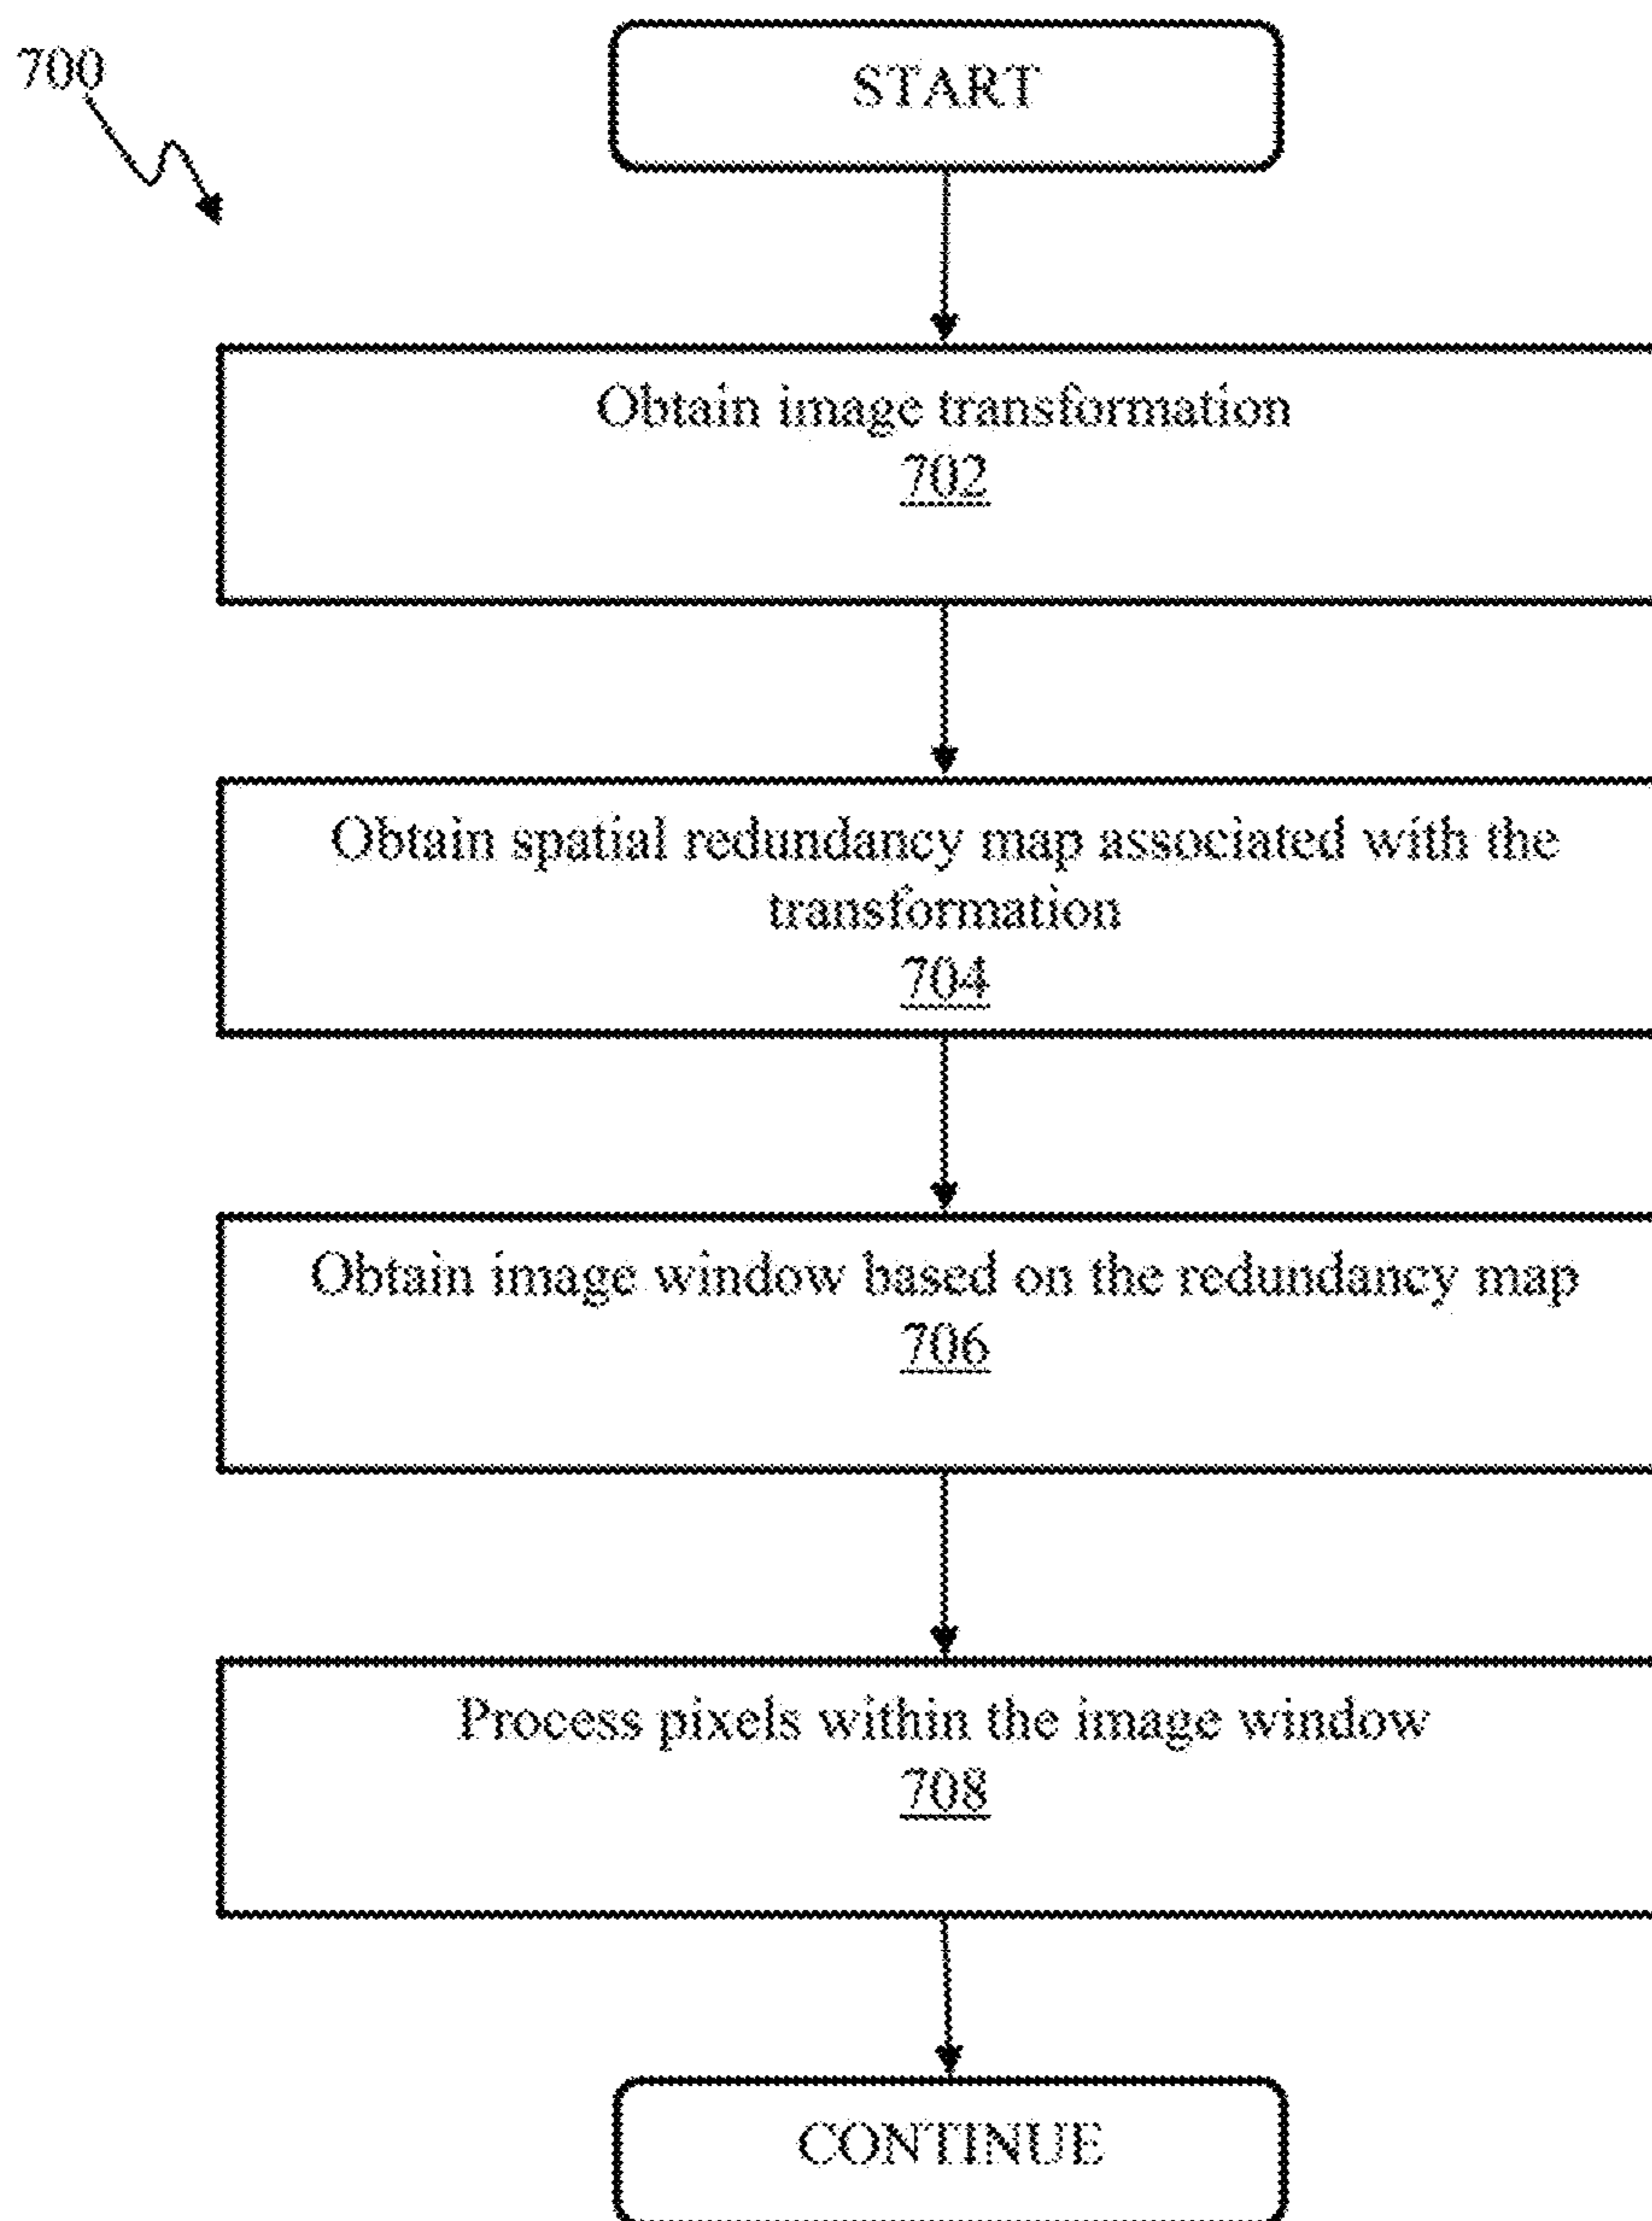 700
START
Obtain image transformation
702
Obtain spatial redundancy map associated with the
transformation
704
Obtain image window based on the redundancy map
706
Process pixels within the image window
708
CONTINUE